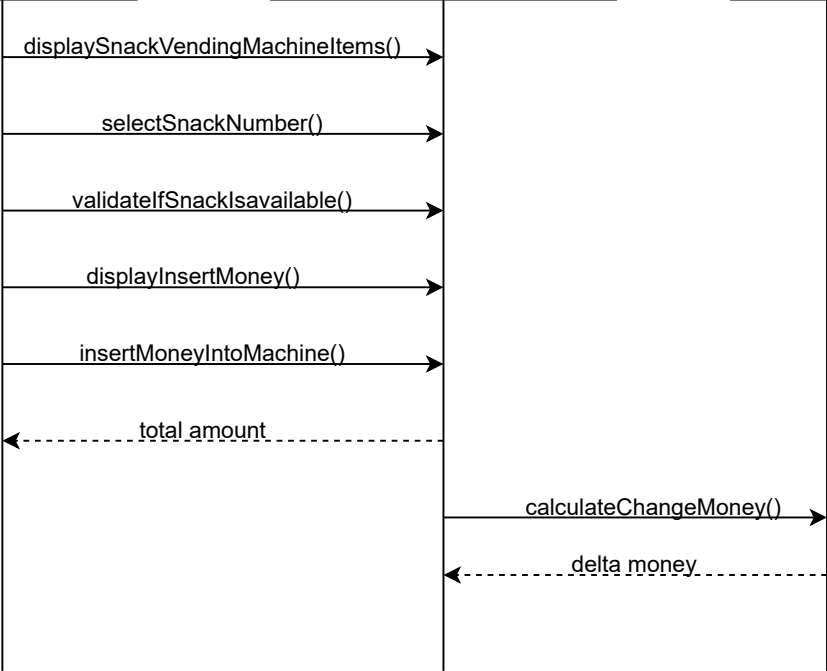 displaySnackVendingMachineItems()
selectSnackNumber()
validateIfSnackIsavailable()
displayInsertMoney()
insertMoneyIntoMachine()
total amount
calculateChangeMoney()
delta money